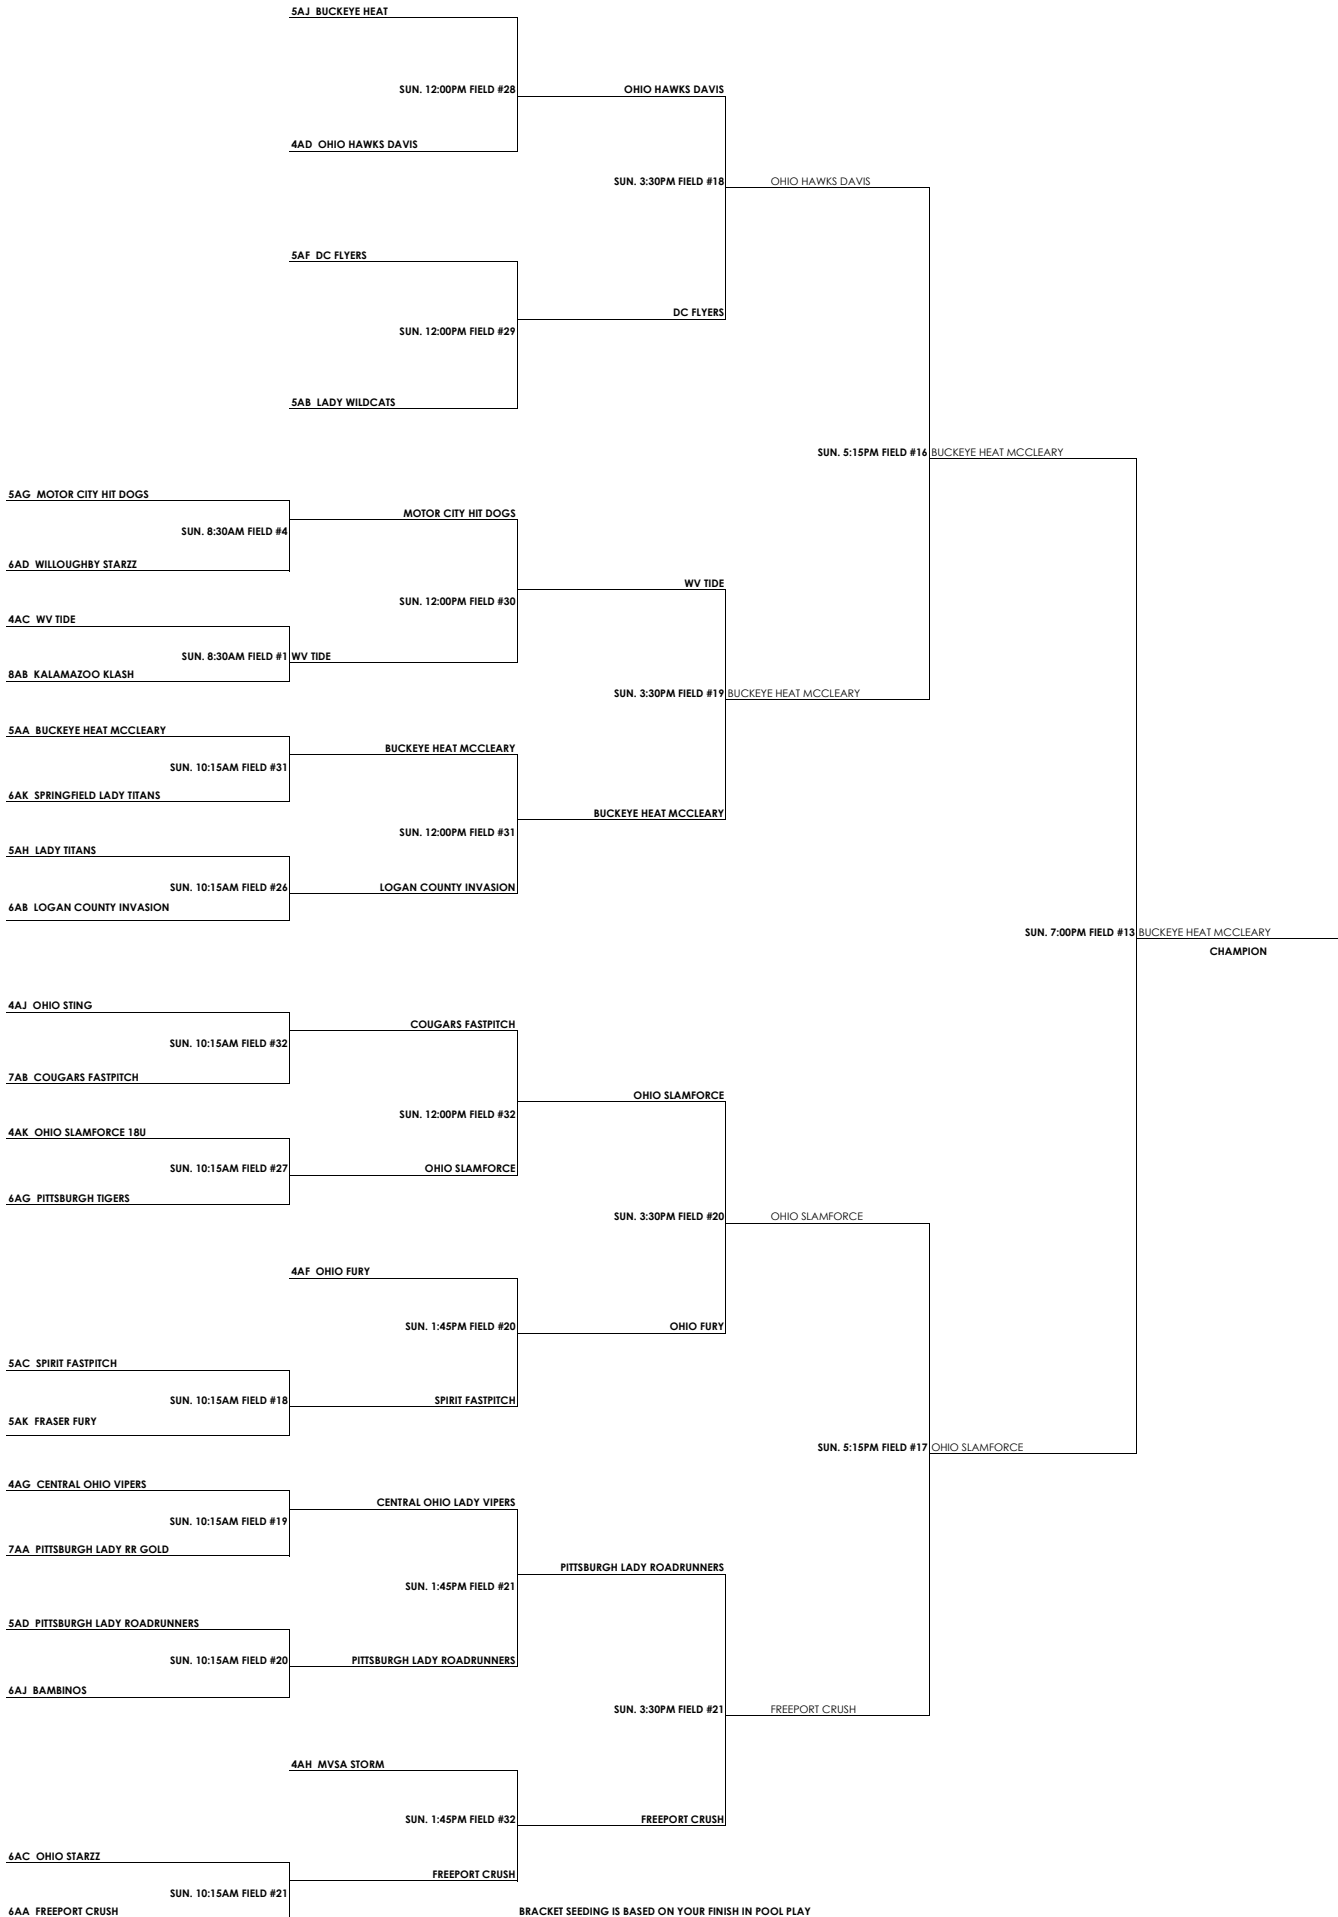 5AJ BUCKEYE HEAT
SUN. 12:00PM FIELD #28
OHIO HAWKS DAVIS
4AD OHIO HAWKS DAVIS
SUN. 3:30PM FIELD #18
OHIO HAWKS DAVIS
5AF DC FLYERS
DC FLYERS
SUN. 12:00PM FIELD #29
5AB LADY WILDCATS
SUN. 5:15PM FIELD #16
BUCKEYE HEAT MCCLEARY
5AG MOTOR CITY HIT DOGS
MOTOR CITY HIT DOGS
SUN. 8:30AM FIELD #4
6AD WILLOUGHBY STARZZ
WV TIDE
SUN. 12:00PM FIELD #30
4AC WV TIDE
SUN. 8:30AM FIELD #1
WV TIDE
8AB KALAMAZOO KLASH
SUN. 3:30PM FIELD #19
BUCKEYE HEAT MCCLEARY
5AA BUCKEYE HEAT MCCLEARY
BUCKEYE HEAT MCCLEARY
SUN. 10:15AM FIELD #31
6AK SPRINGFIELD LADY TITANS
BUCKEYE HEAT MCCLEARY
SUN. 12:00PM FIELD #31
5AH LADY TITANS
SUN. 10:15AM FIELD #26
LOGAN COUNTY INVASION
6AB LOGAN COUNTY INVASION
SUN. 7:00PM FIELD #13
BUCKEYE HEAT MCCLEARY
CHAMPION
4AJ OHIO STING
COUGARS FASTPITCH
SUN. 10:15AM FIELD #32
7AB COUGARS FASTPITCH
OHIO SLAMFORCE
SUN. 12:00PM FIELD #32
4AK OHIO SLAMFORCE 18U
SUN. 10:15AM FIELD #27
OHIO SLAMFORCE
6AG PITTSBURGH TIGERS
SUN. 3:30PM FIELD #20
OHIO SLAMFORCE
4AF OHIO FURY
SUN. 1:45PM FIELD #20
OHIO FURY
5AC SPIRIT FASTPITCH
SUN. 10:15AM FIELD #18
SPIRIT FASTPITCH
5AK FRASER FURY
SUN. 5:15PM FIELD #17
OHIO SLAMFORCE
4AG CENTRAL OHIO VIPERS
CENTRAL OHIO LADY VIPERS
SUN. 10:15AM FIELD #19
7AA PITTSBURGH LADY RR GOLD
PITTSBURGH LADY ROADRUNNERS
SUN. 1:45PM FIELD #21
5AD PITTSBURGH LADY ROADRUNNERS
SUN. 10:15AM FIELD #20
PITTSBURGH LADY ROADRUNNERS
6AJ BAMBINOS
SUN. 3:30PM FIELD #21
FREEPORT CRUSH
4AH MVSA STORM
SUN. 1:45PM FIELD #32
FREEPORT CRUSH
6AC OHIO STARZZ
FREEPORT CRUSH
SUN. 10:15AM FIELD #21
6AA FREEPORT CRUSH
BRACKET SEEDING IS BASED ON YOUR FINISH IN POOL PLAY